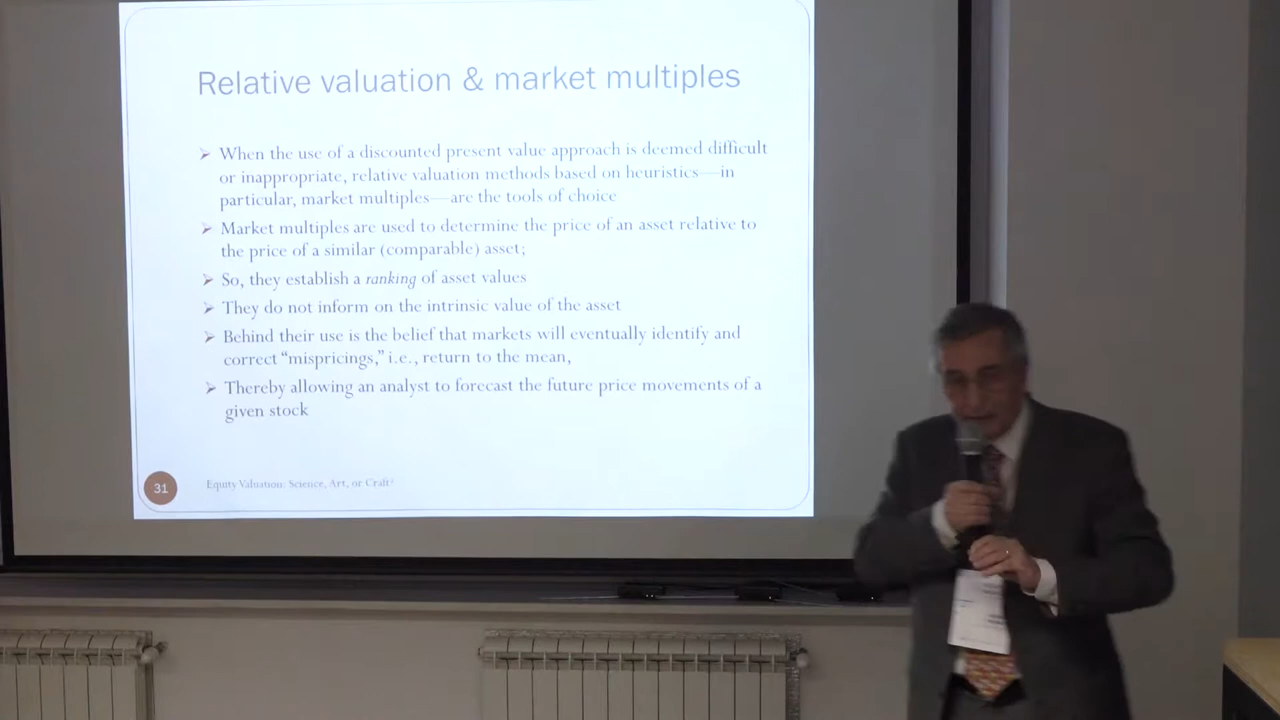 Relative valuation & market multiples
➢ When the use of a discounted present value approach is deemed difficult
or inappropriate, relative valuation methods based on heuristics—in
particular, market multiples—are the tools of choice
➢ Market multiples are used to determine the price of an asset relative to
the price of a similar (comparable) asset;
➢ So, they establish a ranking of asset values
➢ They do not inform on the intrinsic value of the asset
➢ Behind their use is the belief that markets will eventually identify and
correct “mispricings,” i.e., return to the mean,
➢ Thereby allowing an analyst to forecast the future price movements of a
given stock
31
Equity Valuation: Science, Art, or Craft?